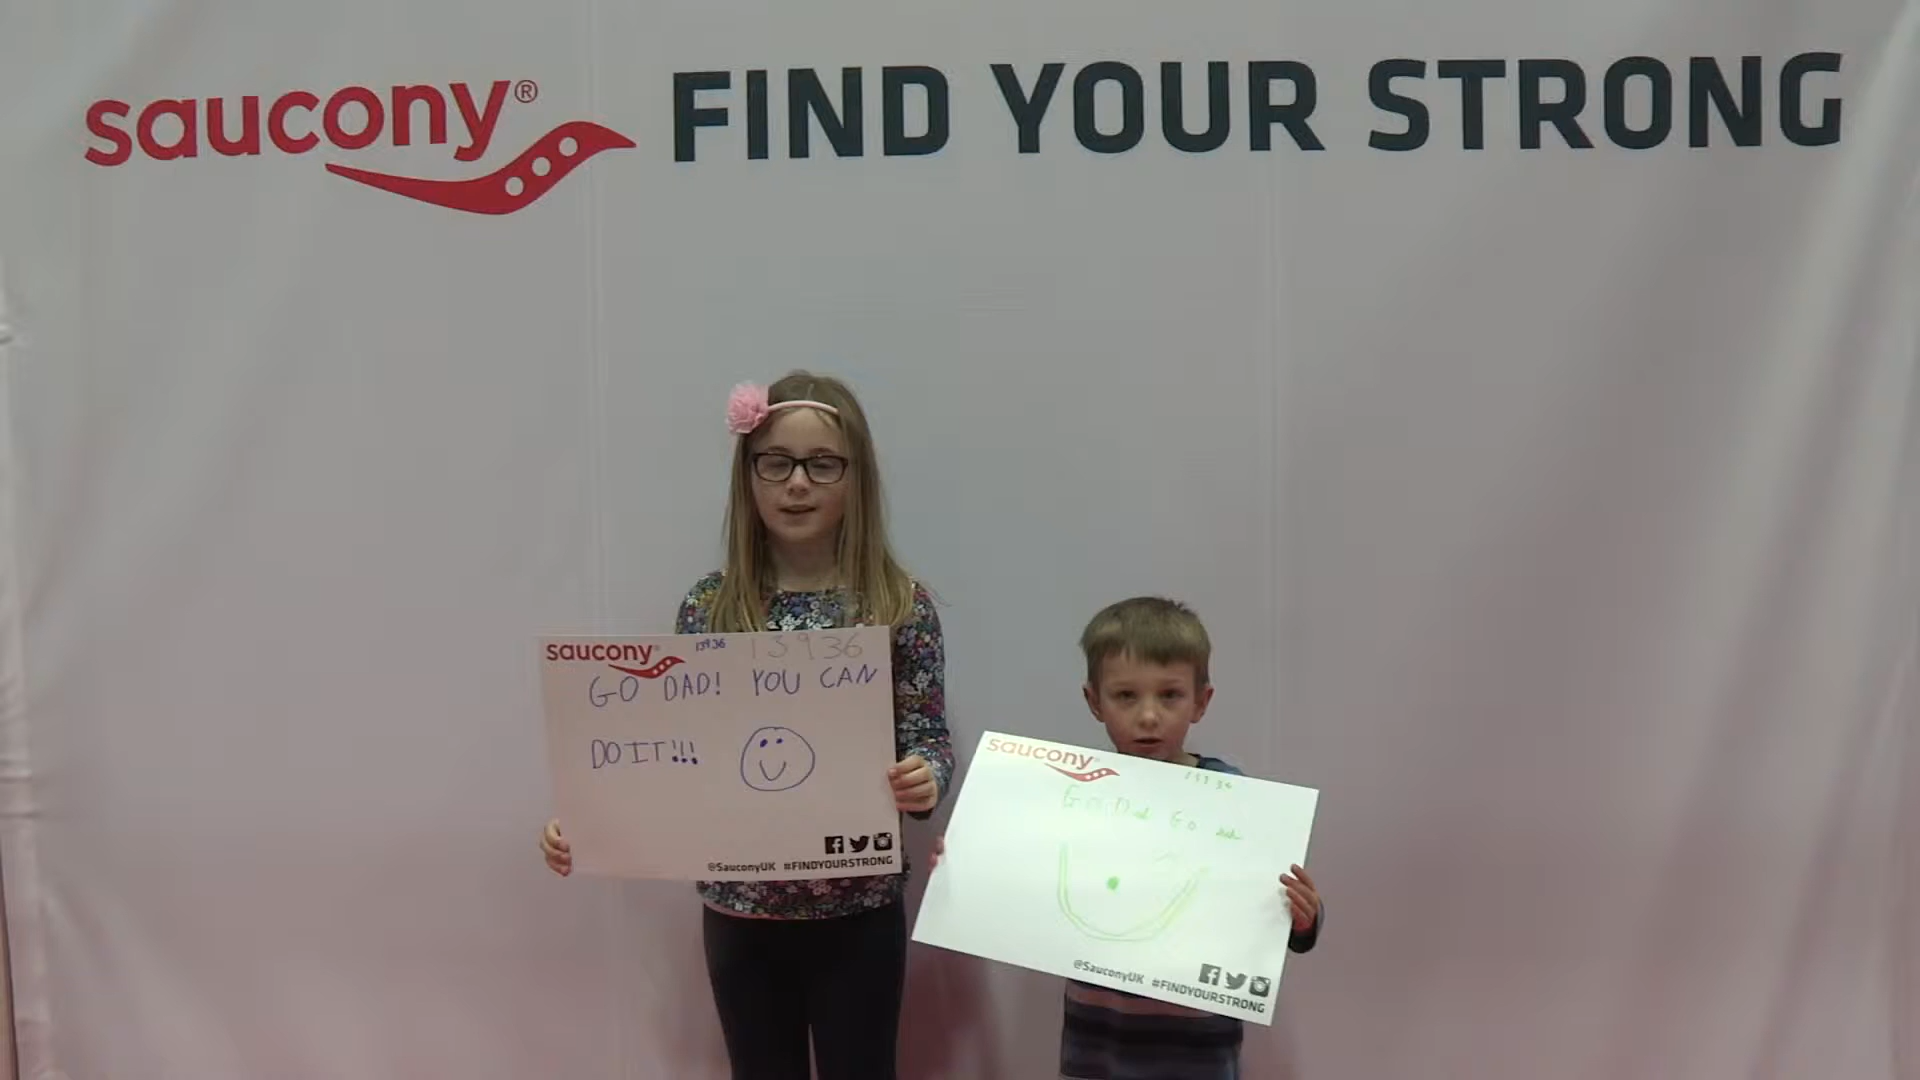 saucony® FIND YOUR STRONG
saucony® 13936 13936
GO DAD! YOU CAN
DO IT!!!
@SauconyUK #FINDYOURSTRONG
saucony®
13936
Go Dad Go
@SauconyUK #FINDYOURSTRONG